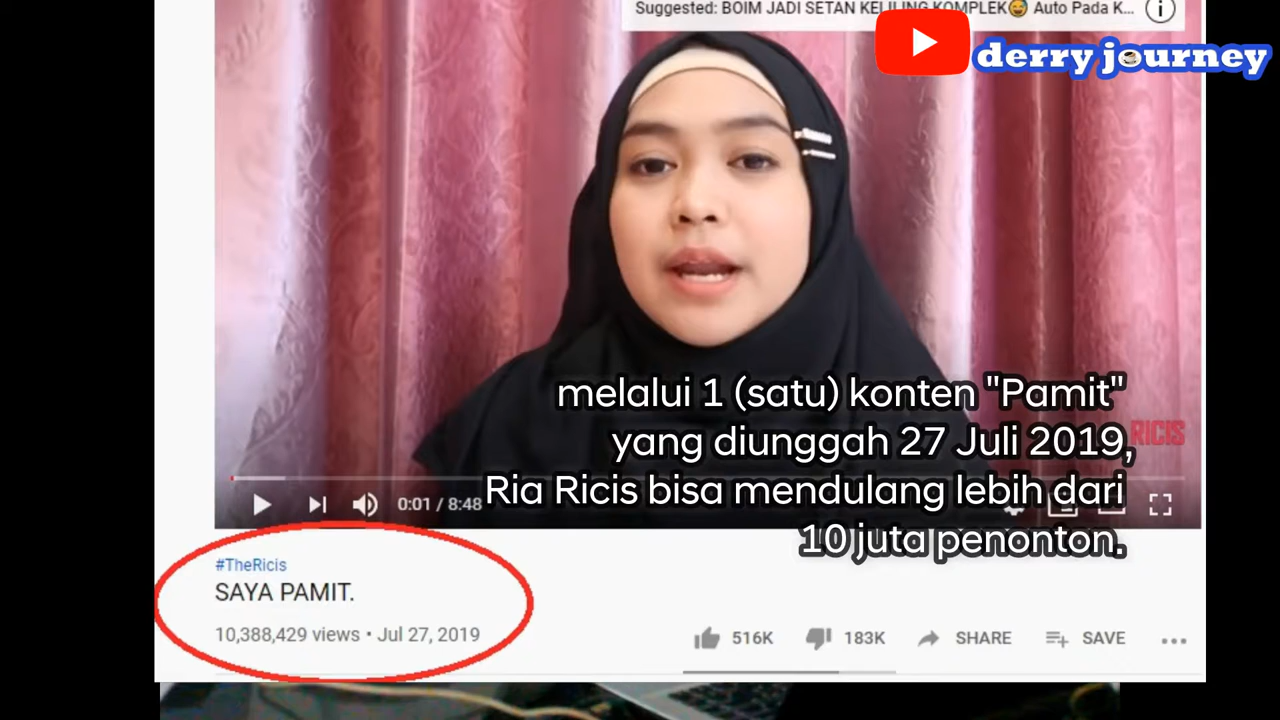 Suggested: BOIM JADI SETAN KELILING KOMPLEK😅 Auto Pada K...
derry journey
melalui 1 (satu) konten "Pamit"
yang diunggah 27 Juli 2019,
RICIS
Ria Ricis bisa mendulang lebih dari
0:01 / 8:48
10 juta penonton.
#TheRicis
SAYA PAMIT.
10,388,429 views • Jul 27, 2019
516K 183K SHARE SAVE